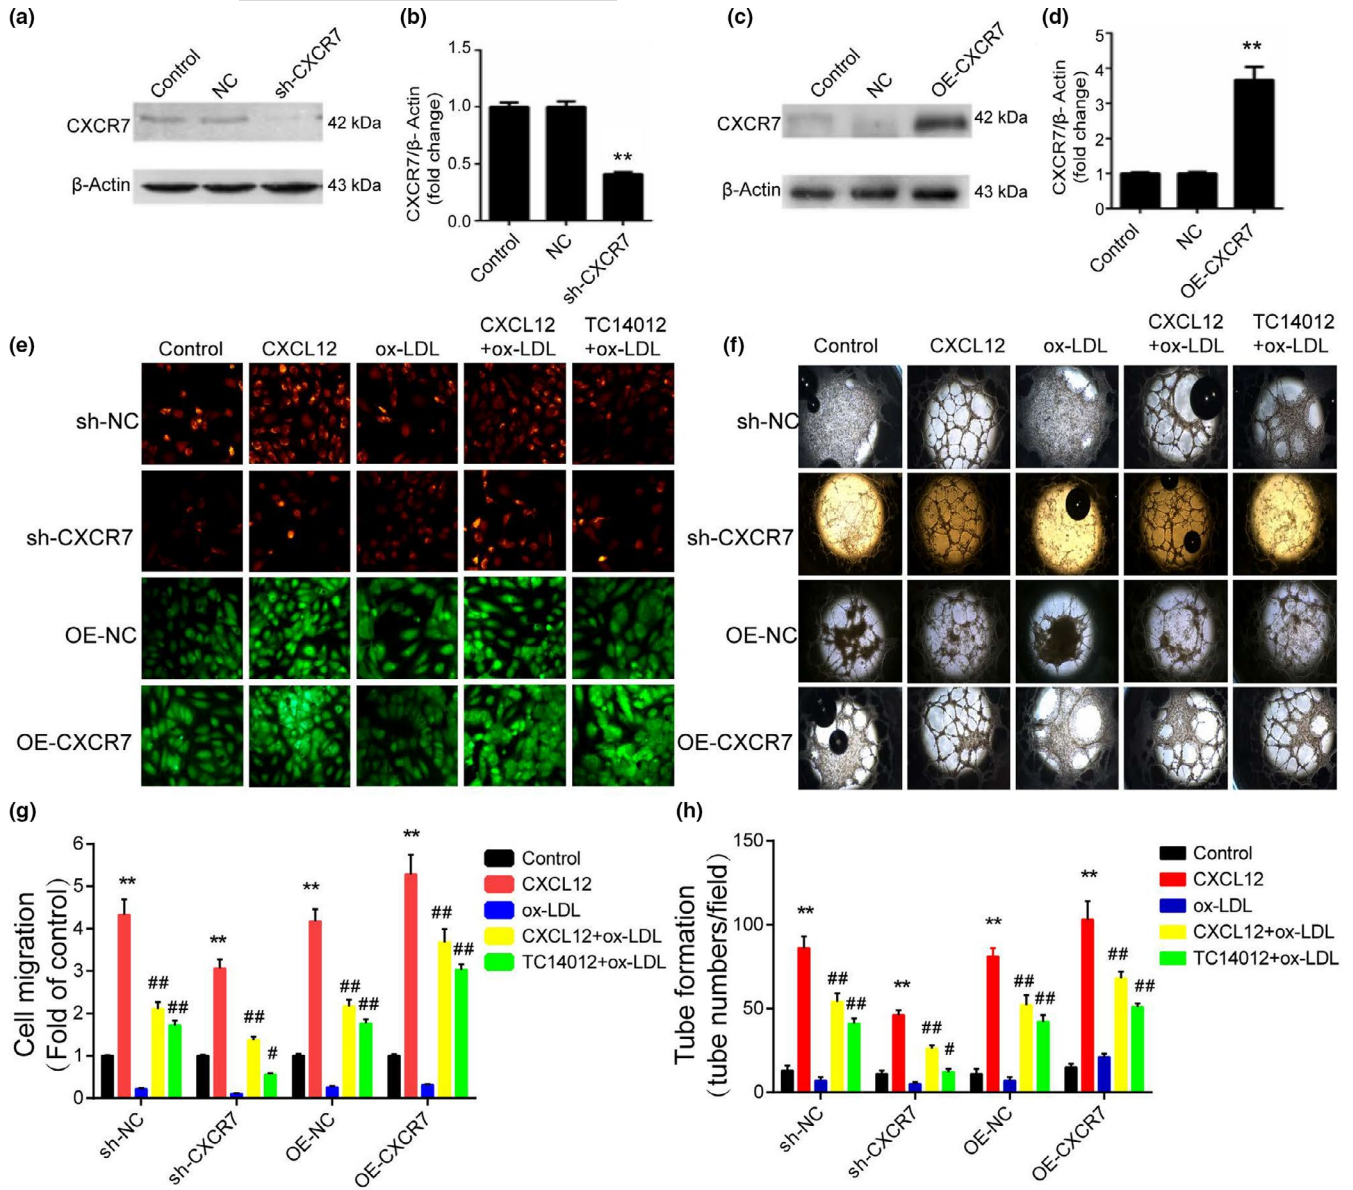 (a)
Control
NC
sh-CXCR7
CXCR7
42 kDa
β-Actin
43 kDa
(b)
CXCR7/β- Actin
(fold change)
1.5
1.0
0.5
0.0
**
Control
NC
sh-CXCR7
(c)
Control
NC
OE-CXCR7
CXCR7
42 kDa
β-Actin
43 kDa
(d)
CXCR7/β- Actin
(fold change)
5
4
3
2
1
0
**
Control
NC
OE-CXCR7
(e)
Control
CXCL12
ox-LDL
CXCL12
+ox-LDL
TC14012
+ox-LDL
sh-NC
sh-CXCR7
OE-NC
OE-CXCR7
(f)
Control
CXCL12
ox-LDL
CXCL12
+ox-LDL
TC14012
+ox-LDL
sh-NC
sh-CXCR7
OE-NC
OE-CXCR7
(g)
Cell migration
(Fold of control)
6
5
4
3
2
1
0
**
##
##
**
##
#
**
##
##
**
##
##
sh-NC
sh-CXCR7
OE-NC
OE-CXCR7
Control
CXCL12
ox-LDL
CXCL12+ox-LDL
TC14012+ox-LDL
(h)
Tube formation
(tube numbers/field)
150
100
50
0
**
##
##
**
##
#
**
##
##
**
##
##
sh-NC
sh-CXCR7
OE-NC
OE-CXCR7
Control
CXCL12
ox-LDL
CXCL12+ox-LDL
TC14012+ox-LDL